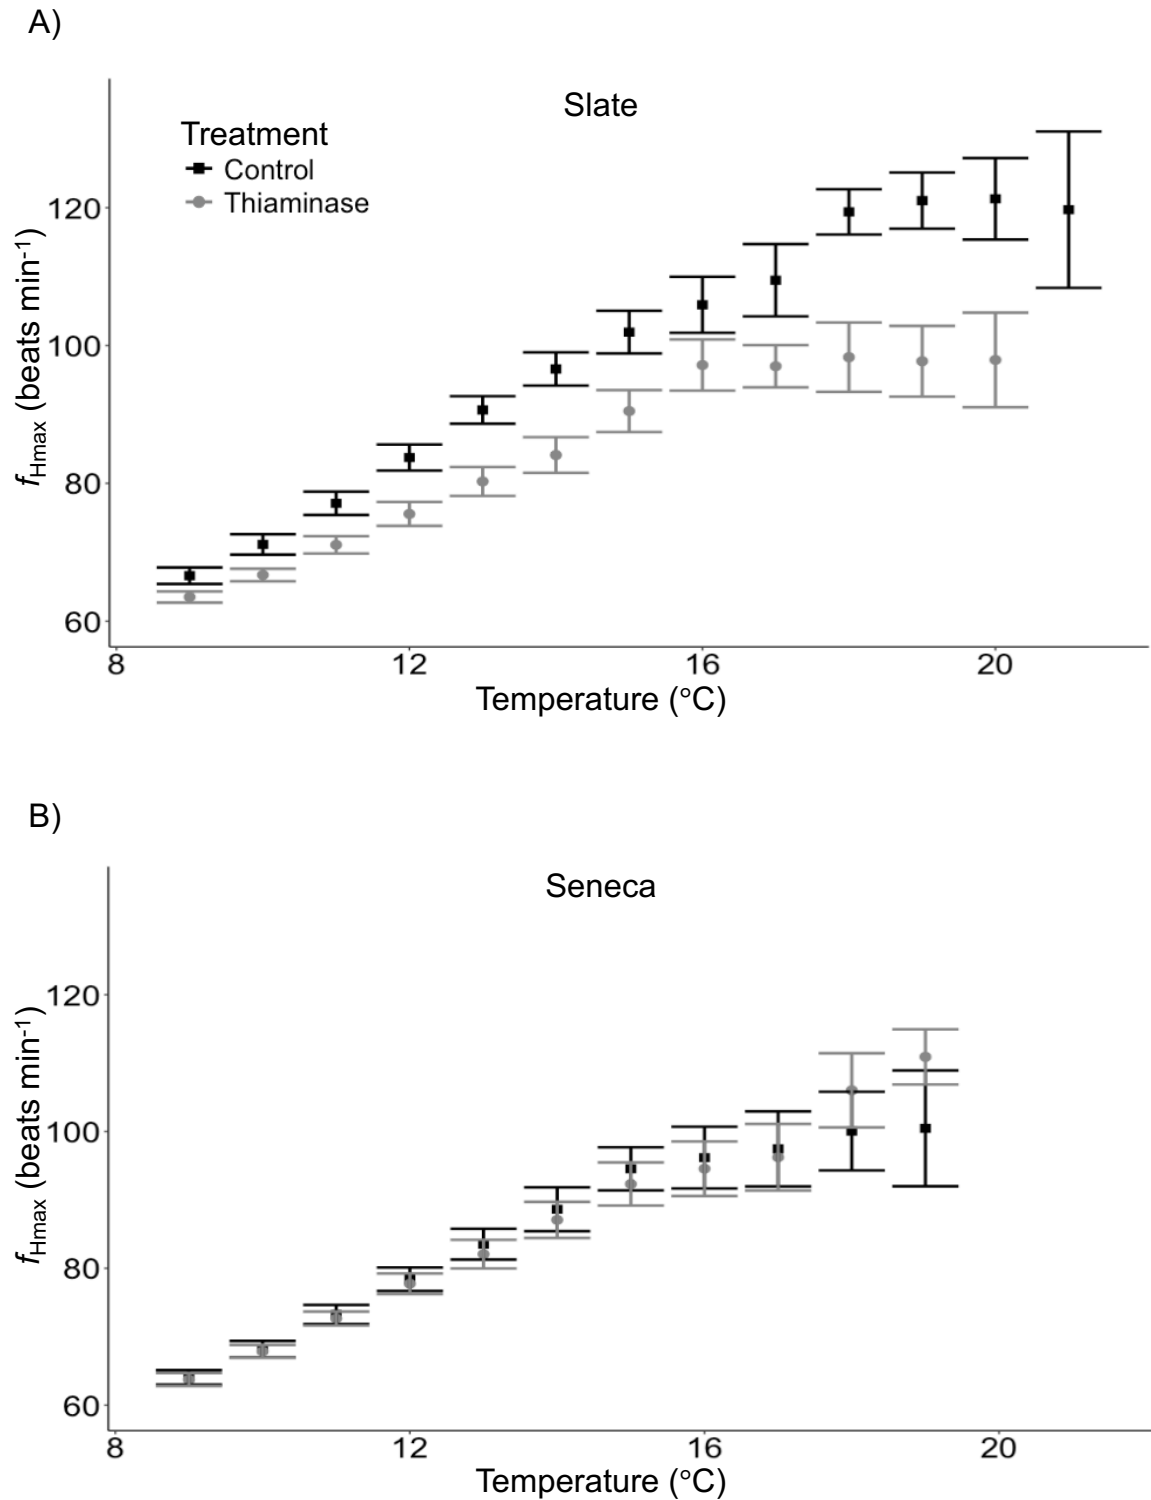 A)
Slate
Treatment
Control
Thiaminase
120
100
80
60
fHmax (beats min-1)
8 12 16 20
Temperature (°C)
B)
Seneca
120
100
80
60
fHmax (beats min-1)
8 12 16 20
Temperature (°C)